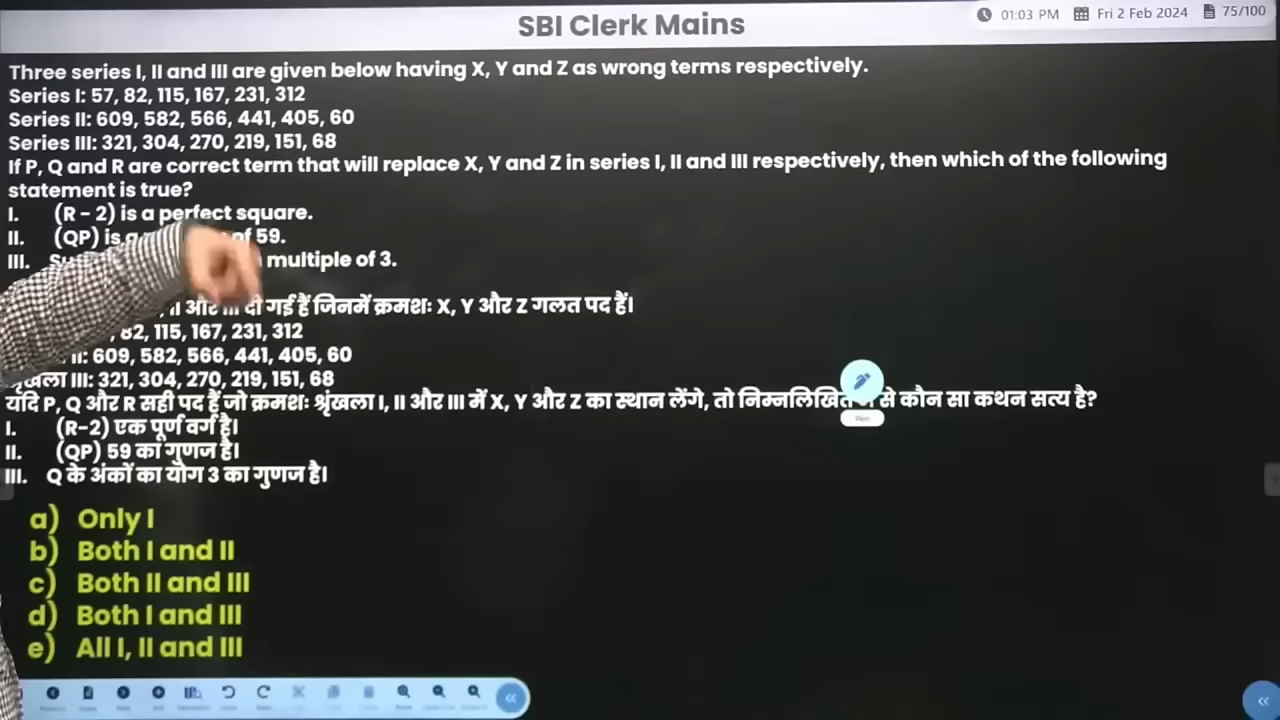 SBI Clerk Mains
01:03 PM Fri 2 Feb 2024 75/100
Three series I, II and III are given below having X, Y and Z as wrong terms respectively.
Series I: 57, 82, 115, 167, 231, 312
Series II: 609, 582, 566, 441, 405, 60
Series III: 321, 304, 270, 219, 151, 68
If P, Q and R are correct term that will replace X, Y and Z in series I, II and III respectively, then which of the following
statement is true?
I. (R - 2) is a perfect square.
II. (QP) is a of 59.
III. multiple of 3.
II और III दी गई हैं जिनमें क्रमशः X, Y और Z गलत पद हैं।
82, 115, 167, 231, 312
II: 609, 582, 566, 441, 405, 60
श्रृंखला III: 321, 304, 270, 219, 151, 68
यदि P, Q और R सही पद हैं जो क्रमशः श्रृंखला I, II और III में X, Y और Z का स्थान लेंगे, तो निम्नलिखित से कौन सा कथन सत्य है?
I. (R-2) एक पूर्ण वर्ग है।
II. (QP) 59 का गुणज है।
III. Q के अंकों का योग 3 का गुणज है।
a) Only I
b) Both I and II
c) Both II and III
d) Both I and III
e) All I, II and III
Pen